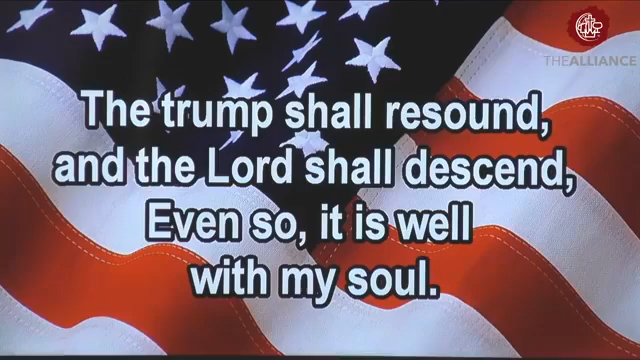 THEALLIANCE
The trump shall resound,
and the Lord shall descend,
Even so, it is well
with my soul.